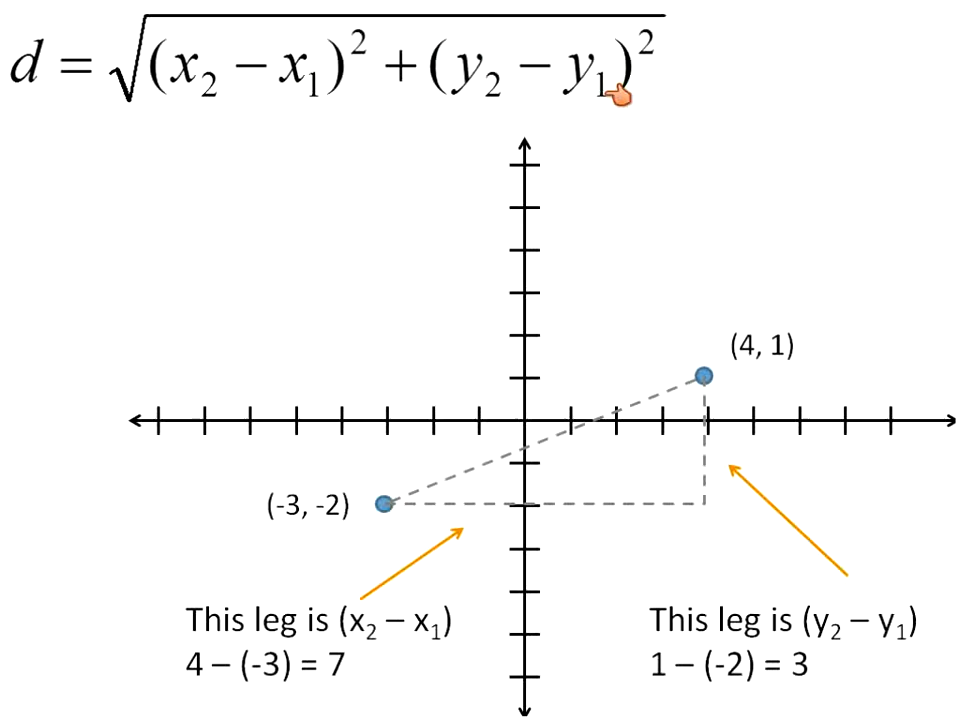 d = √(x₂ − x₁)² + (y₂ − y₁)²
(4, 1)
(-3, -2)
This leg is (x₂ – x₁)
4 – (-3) = 7
This leg is (y₂ – y₁)
1 – (-2) = 3